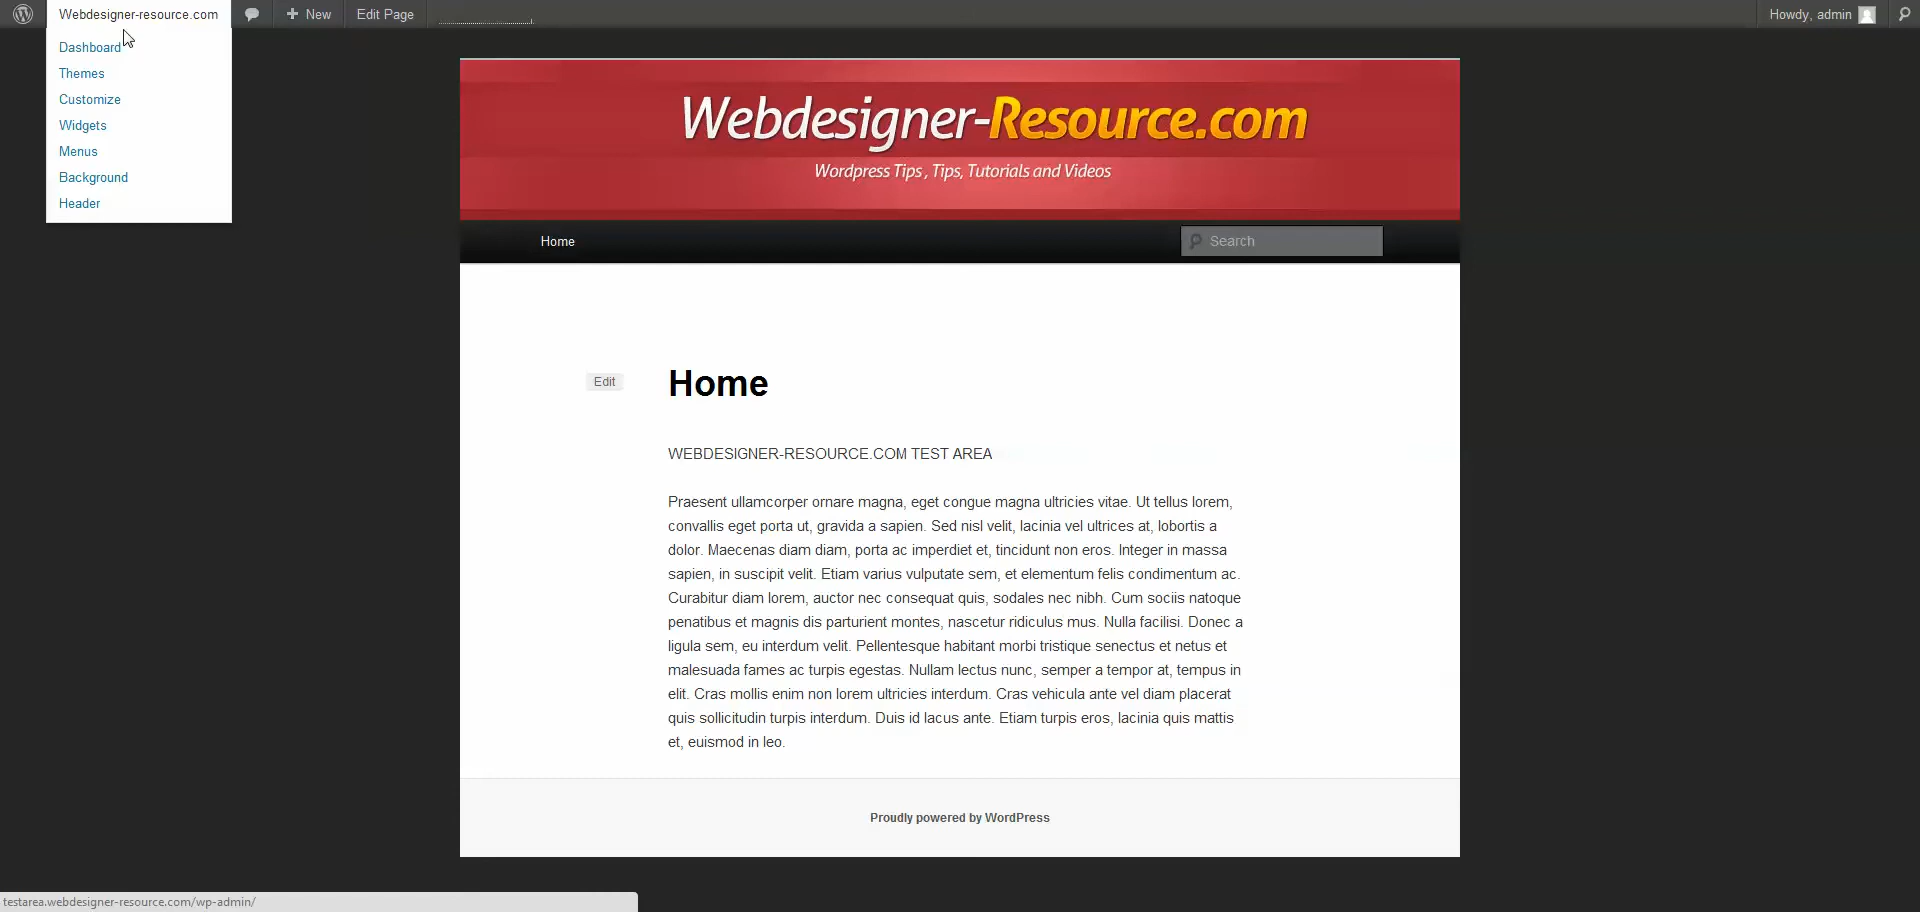 Webdesigner-resource.com
New
Edit Page
Howdy, admin
Dashboard
Themes
Customize
Widgets
Menus
Background
Header
Webdesigner-Resource.com
Wordpress Tips , Tips, Tutorials and Videos
Home
Search
Edit
Home
WEBDESIGNER-RESOURCE.COM TEST AREA
Praesent ullamcorper ornare magna, eget congue magna ultricies vitae. Ut tellus lorem,
convallis eget porta ut, gravida a sapien. Sed nisl velit, lacinia vel ultrices at, lobortis a
dolor. Maecenas diam diam, porta ac imperdiet et, tincidunt non eros. Integer in massa
sapien, in suscipit velit. Etiam varius vulputate sem, et elementum felis condimentum ac.
Curabitur diam lorem, auctor nec consequat quis, sodales nec nibh. Cum sociis natoque
penatibus et magnis dis parturient montes, nascetur ridiculus mus. Nulla facilisi. Donec a
ligula sem, eu interdum velit. Pellentesque habitant morbi tristique senectus et netus et
malesuada fames ac turpis egestas. Nullam lectus nunc, semper a tempor at, tempus in
elit. Cras mollis enim non lorem ultricies interdum. Cras vehicula ante vel diam placerat
quis sollicitudin turpis interdum. Duis id lacus ante. Etiam turpis eros, lacinia quis mattis
et, euismod in leo.
Proudly powered by WordPress
testarea.webdesigner-resource.com/wp-admin/